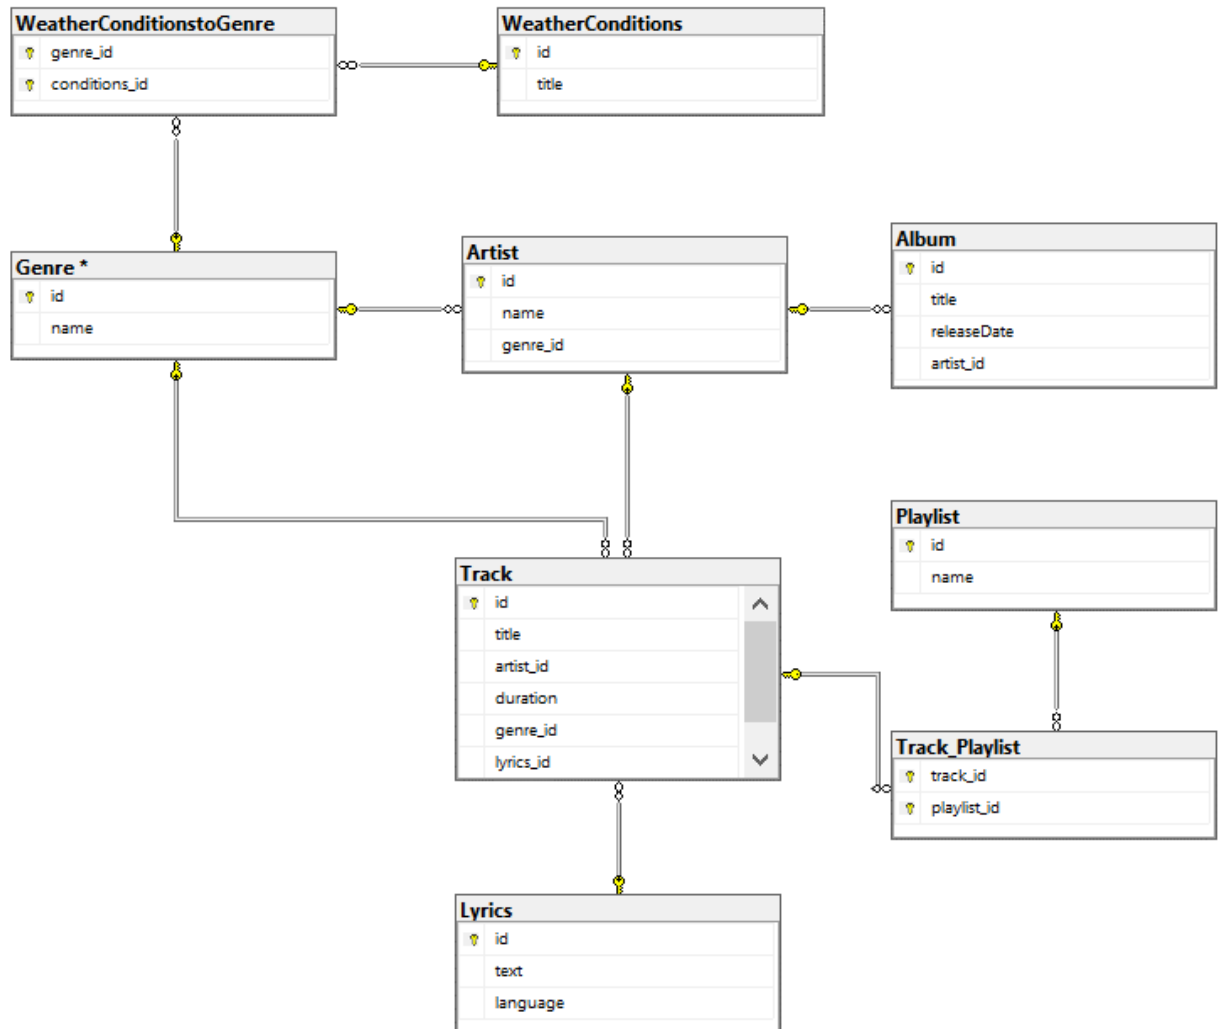 WeatherConditionstoGenre
genre_id
conditions_id
WeatherConditions
id
title
Genre *
id
name
Artist
id
name
genre_id
Album
id
title
releaseDate
artist_id
Track
id
title
artist_id
duration
genre_id
lyrics_id
Playlist
id
name
Track_Playlist
track_id
playlist_id
Lyrics
id
text
language